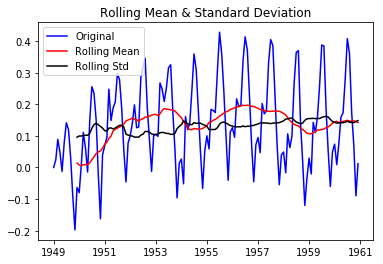 Rolling Mean & Standard Deviation
Original
Rolling Mean
Rolling Std
0.4
0.3
0.2
0.1
0.0
−0.1
−0.2
1949 1951 1953 1955 1957 1959 1961